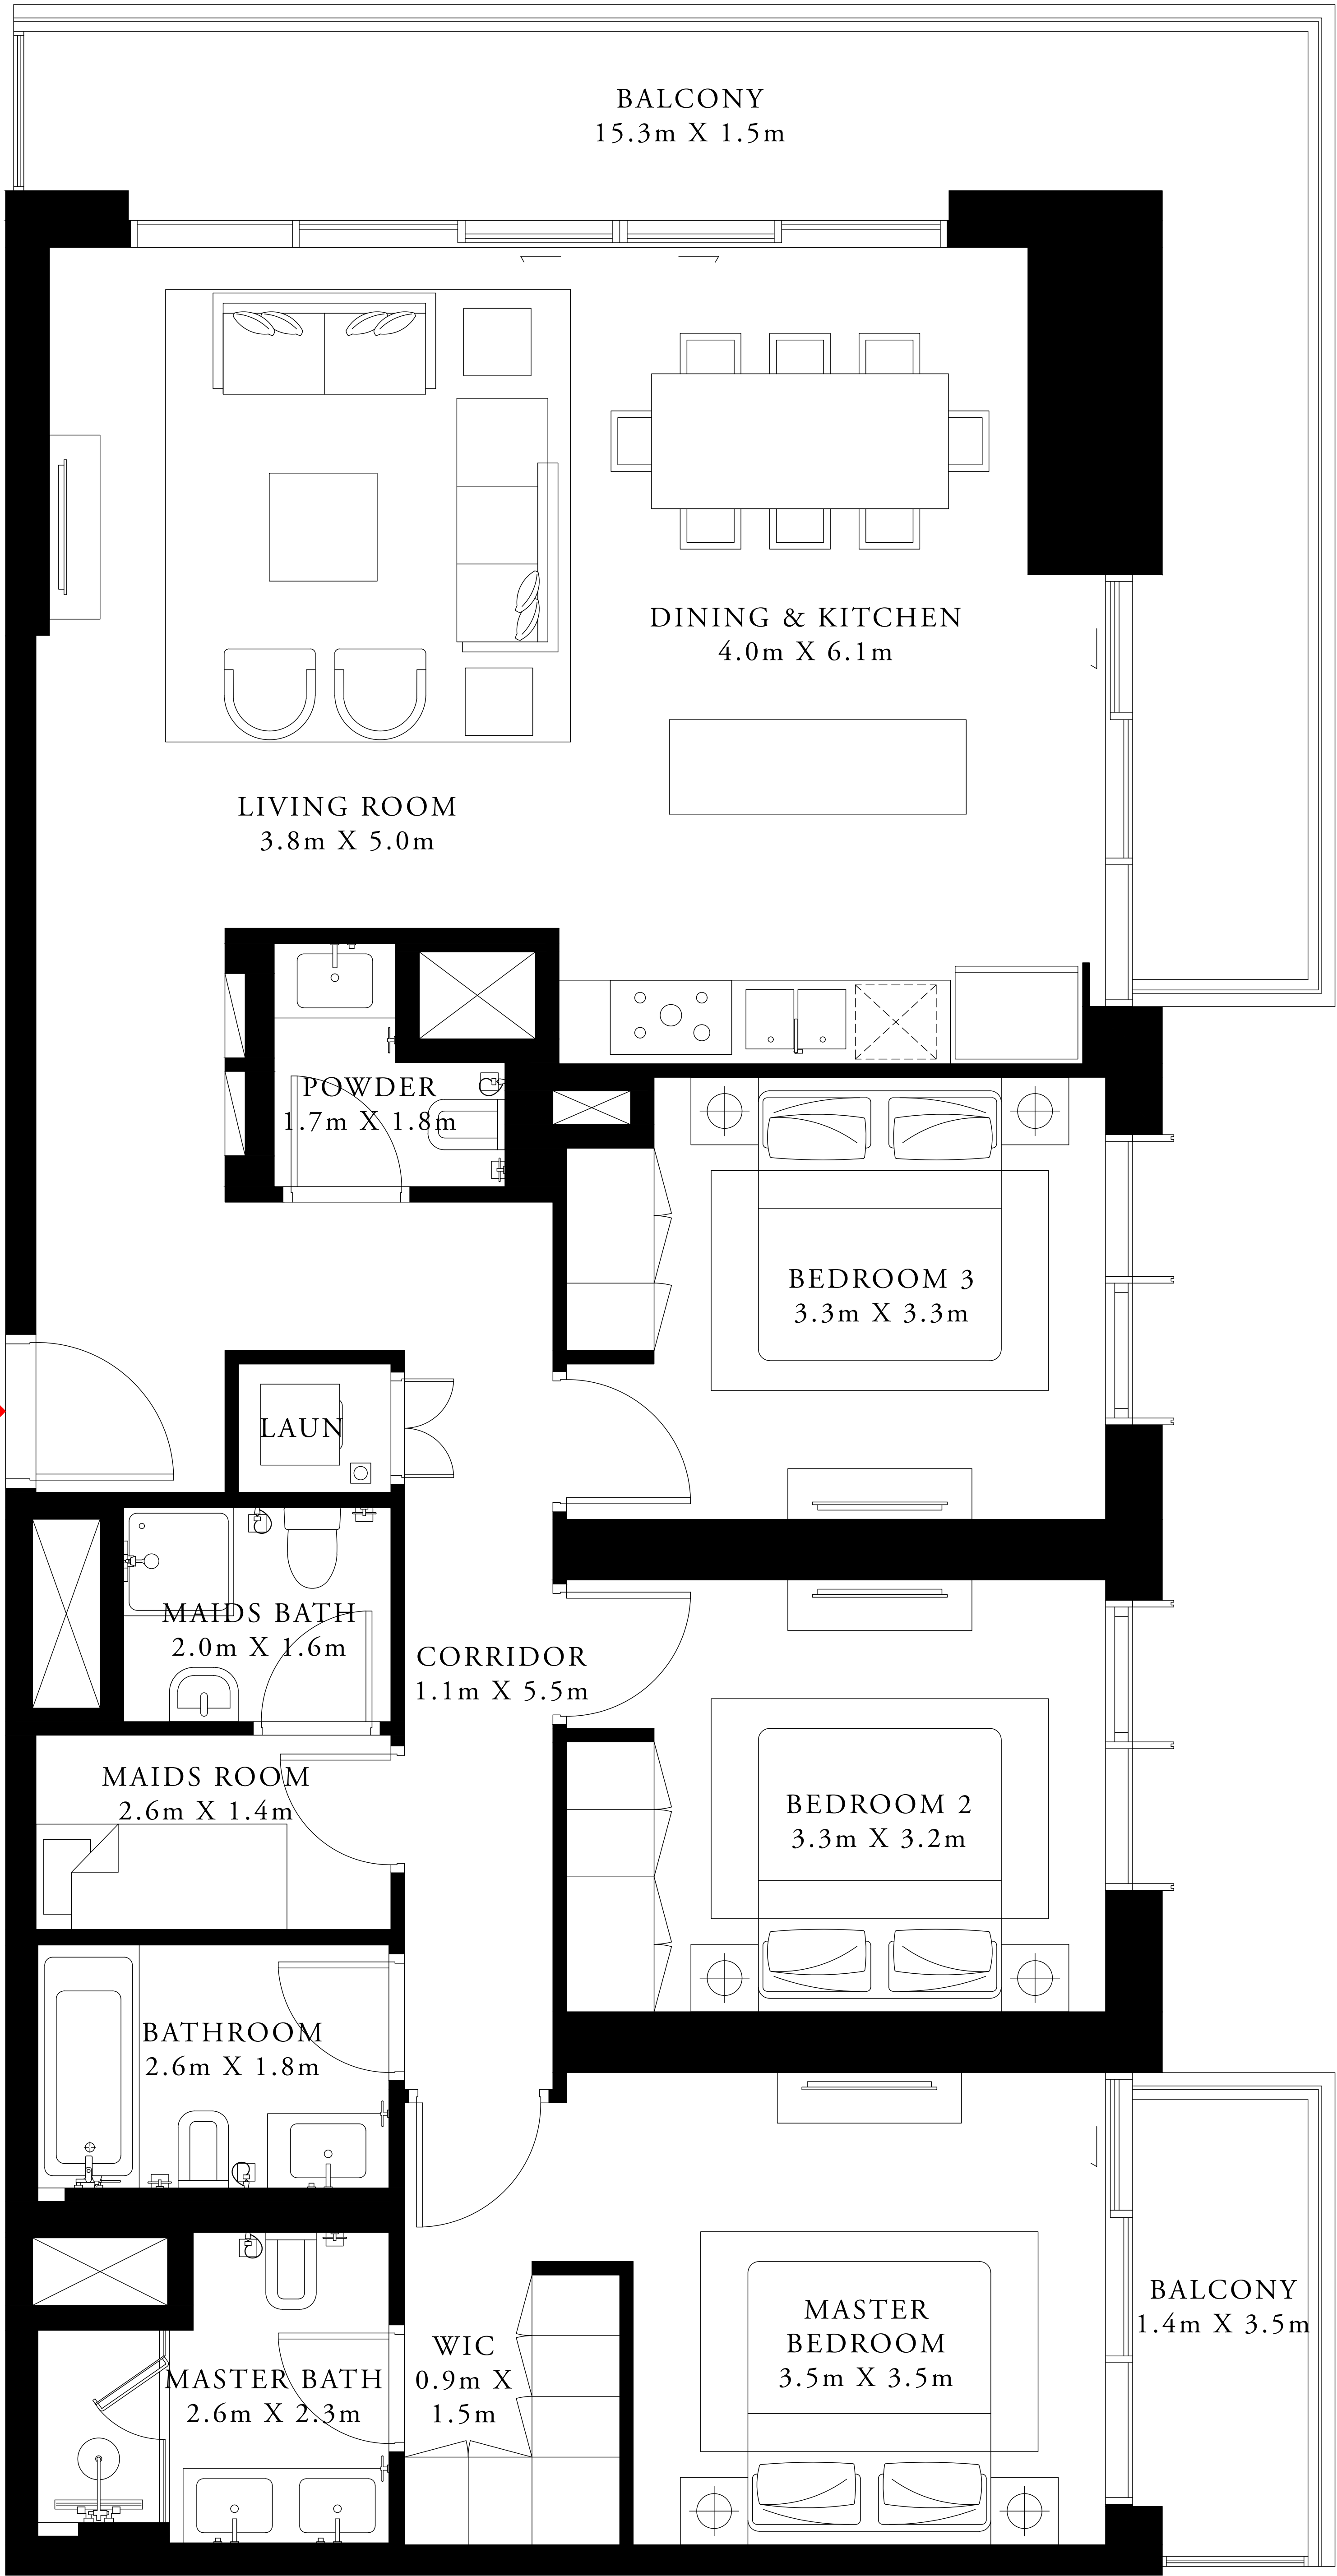 BALCONY
15.3m X 1.5m
DINING & KITCHEN
4.0m X 6.1m
LIVING ROOM
3.8m X 5.0m
POWDER
1.7m X 1.8m
BEDROOM 3
3.3m X 3.3m
LAUN
MAIDS BATH
2.0m X 1.6m
CORRIDOR
1.1m X 5.5m
MAIDS ROOM
2.6m X 1.4m
BEDROOM 2
3.3m X 3.2m
BATHROOM
2.6m X 1.8m
MASTER BATH
2.6m X 2.3m
WIC
0.9m X
1.5m
MASTER
BEDROOM
3.5m X 3.5m
BALCONY
1.4m X 3.5m